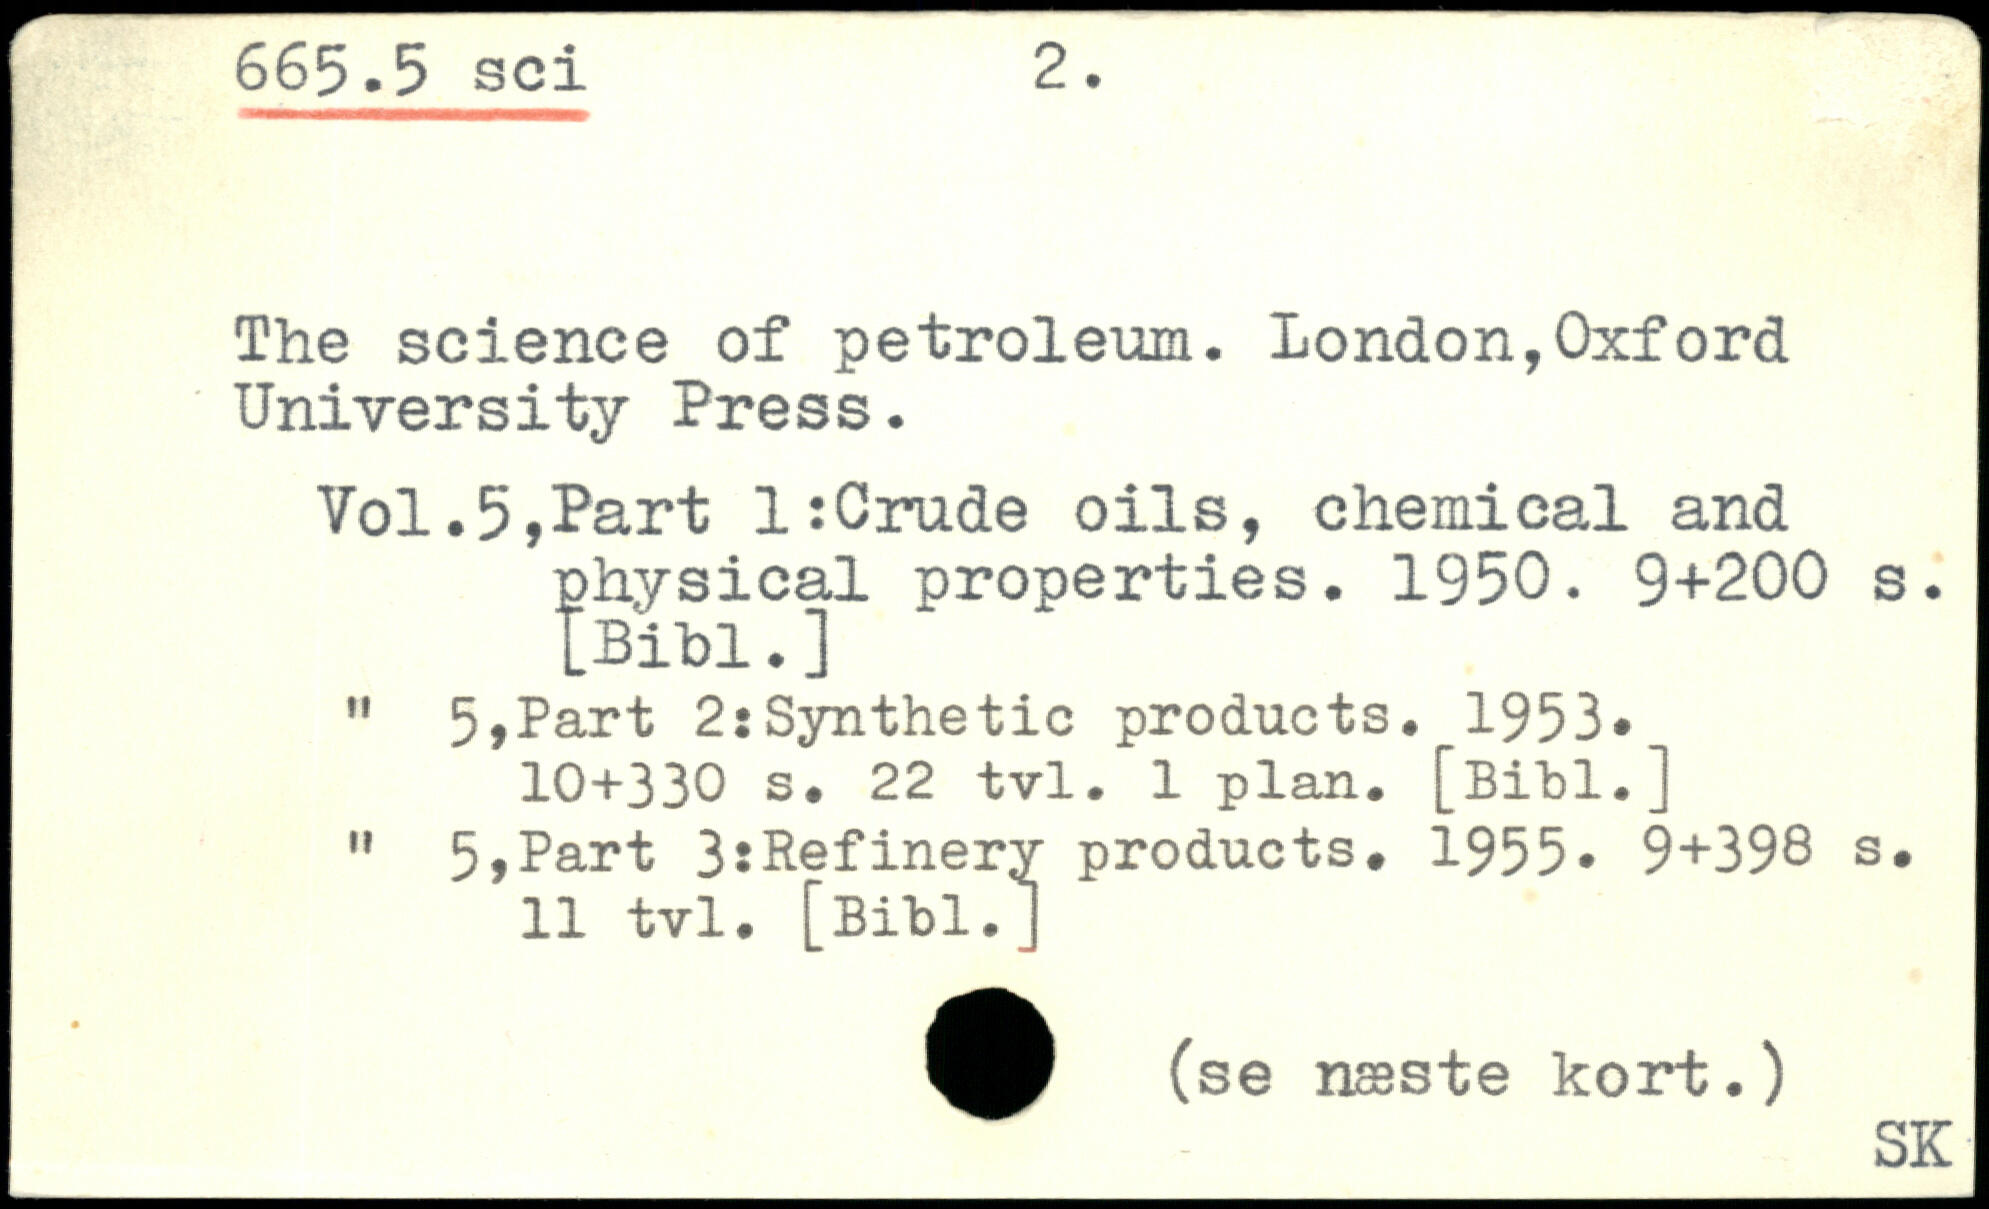 665.5 sci 2.
The science of petroleum. London,Oxford
University Press.
Vol.5,Part 1:Crude oils, chemical and
physical properties. 1950. 9+200 s.
[Bibl.]
" 5,Part 2:Synthetic products. 1953.
10+330 s. 22 tvl. 1 plan. [Bibl.]
" 5,Part 3:Refinery products. 1955. 9+398 s.
11 tvl. [Bibl.]
(se næste kort.)
SK